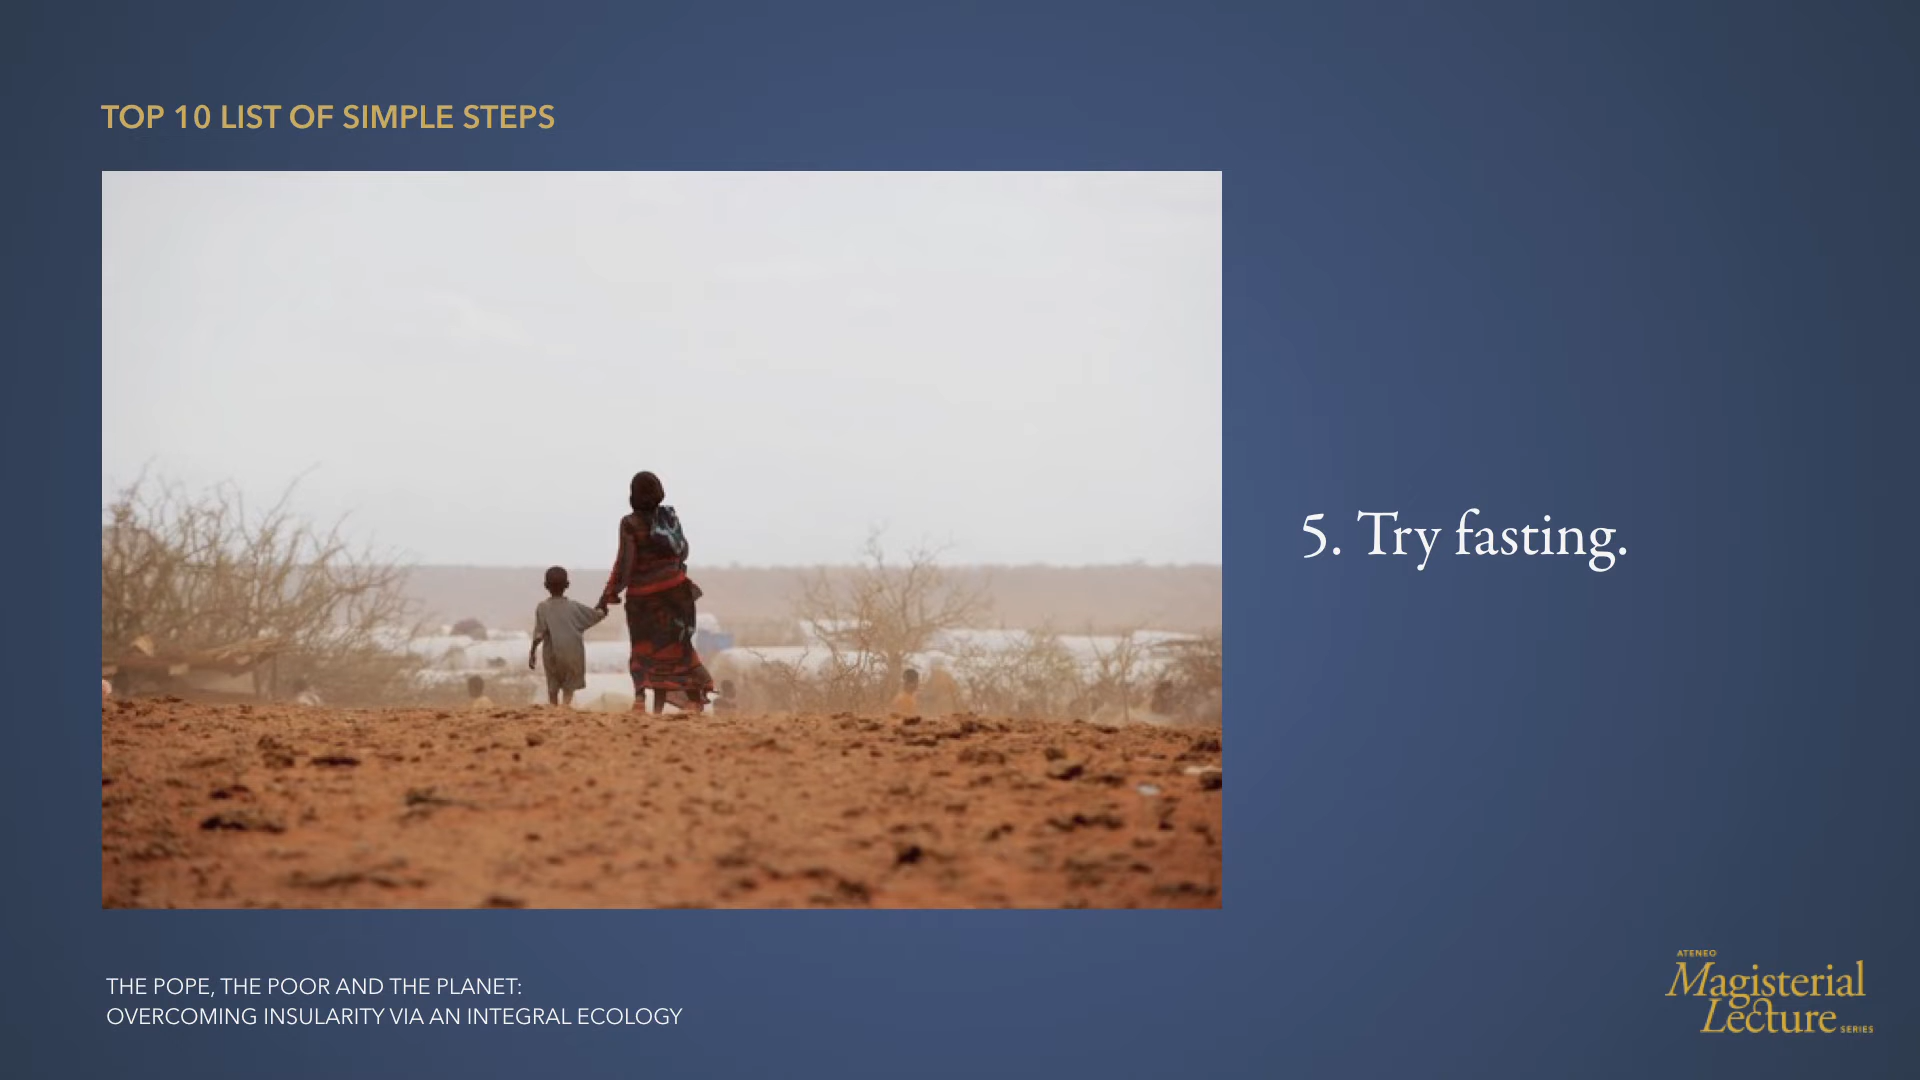 TOP 10 LIST OF SIMPLE STEPS
5. Try fasting.
THE POPE, THE POOR AND THE PLANET:
OVERCOMING INSULARITY VIA AN INTEGRAL ECOLOGY
ATENEO
Magisterial
Lecture SERIES